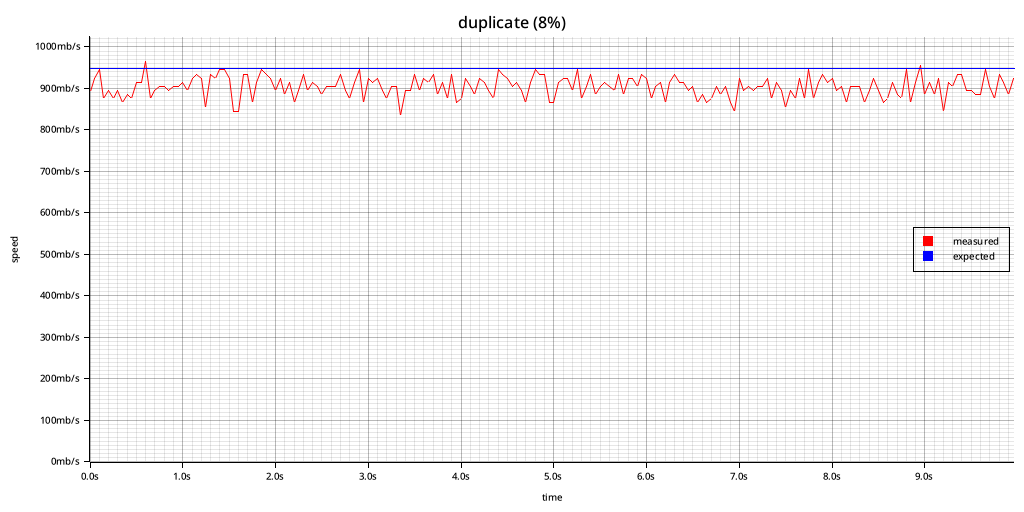 duplicate (8%)
1000mb/s
900mb/s
800mb/s
700mb/s
600mb/s
500mb/s
400mb/s
300mb/s
200mb/s
100mb/s
0mb/s
speed
measured
expected
0.0s 1.0s 2.0s 3.0s 4.0s 5.0s 6.0s 7.0s 8.0s 9.0s
time